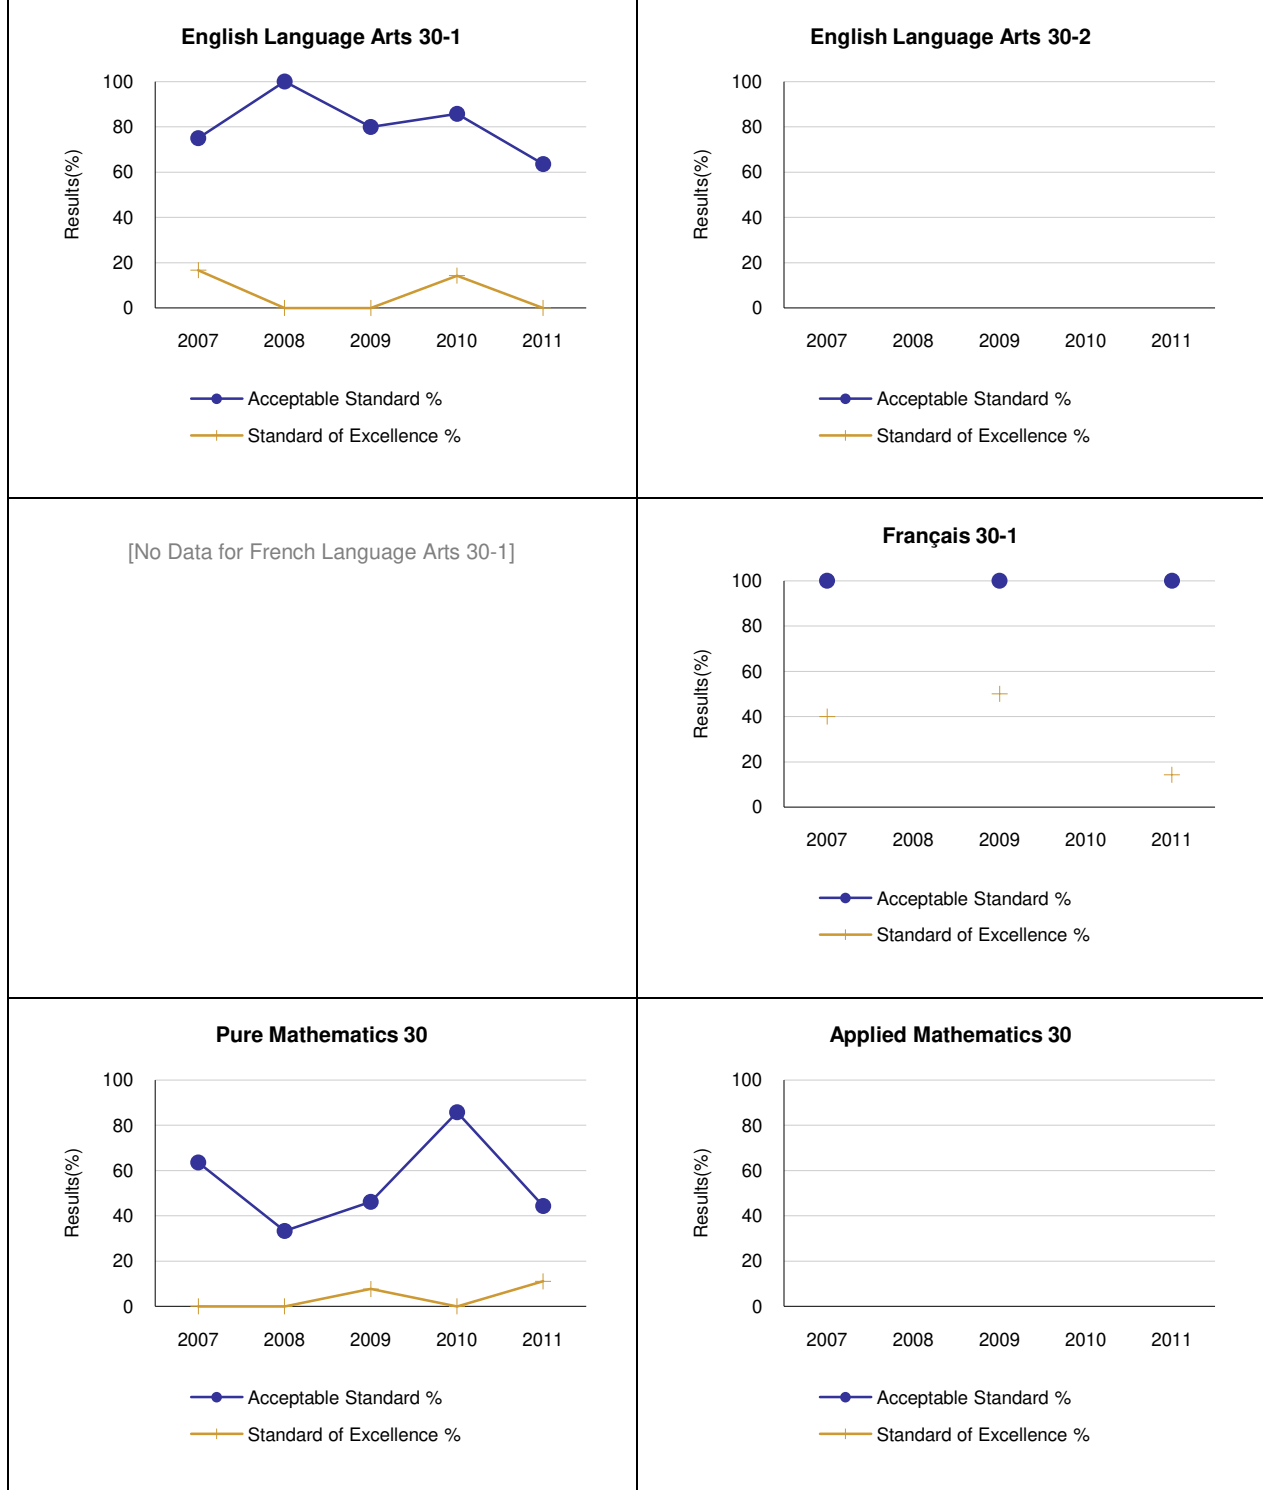 English Language Arts 30-1
100
80
60
40
20
0
Results(%)
2007 2008 2009 2010 2011
Acceptable Standard %
Standard of Excellence %
English Language Arts 30-2
100
80
60
40
20
0
Results(%)
2007 2008 2009 2010 2011
Acceptable Standard %
Standard of Excellence %
[No Data for French Language Arts 30-1]
Français 30-1
100
80
60
40
20
0
Results(%)
2007 2008 2009 2010 2011
Acceptable Standard %
Standard of Excellence %
Pure Mathematics 30
100
80
60
40
20
0
Results(%)
2007 2008 2009 2010 2011
Acceptable Standard %
Standard of Excellence %
Applied Mathematics 30
100
80
60
40
20
0
Results(%)
2007 2008 2009 2010 2011
Acceptable Standard %
Standard of Excellence %